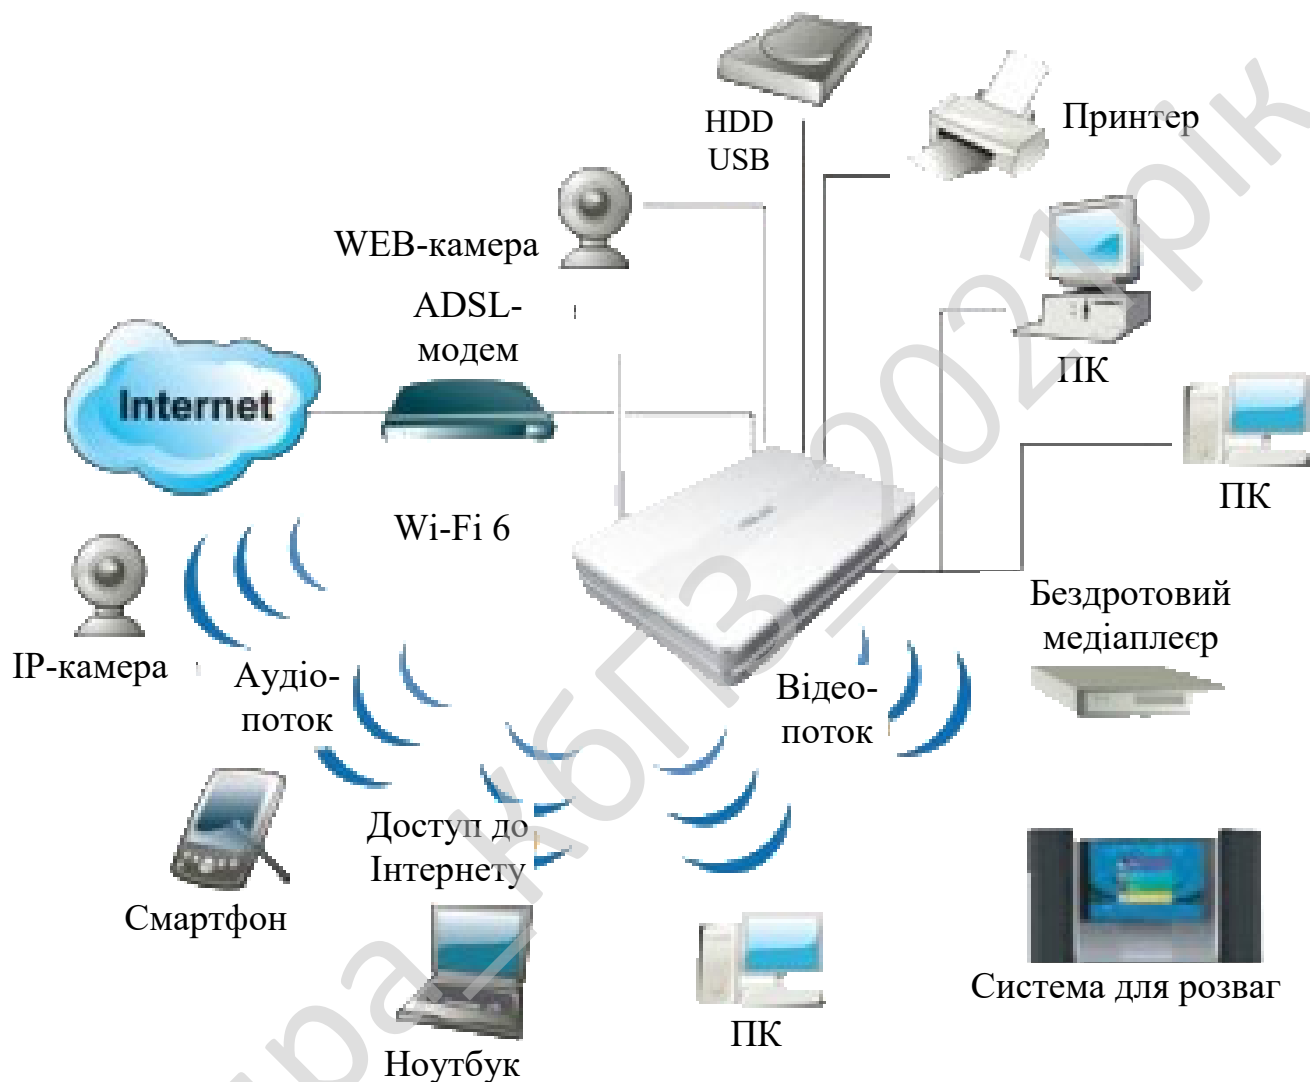 HDD
USB
Принтер
WEB-камера
ADSL-
модем
ПК
Internet
ПК
Wi-Fi 6
Бездротовий
медіаплеєр
IP-камера
Аудіо-
поток
Відео-
поток
Доступ до
Інтернету
Смартфон
Система для розваг
ПК
Ноутбук
ра_КбГЗ_2021рік